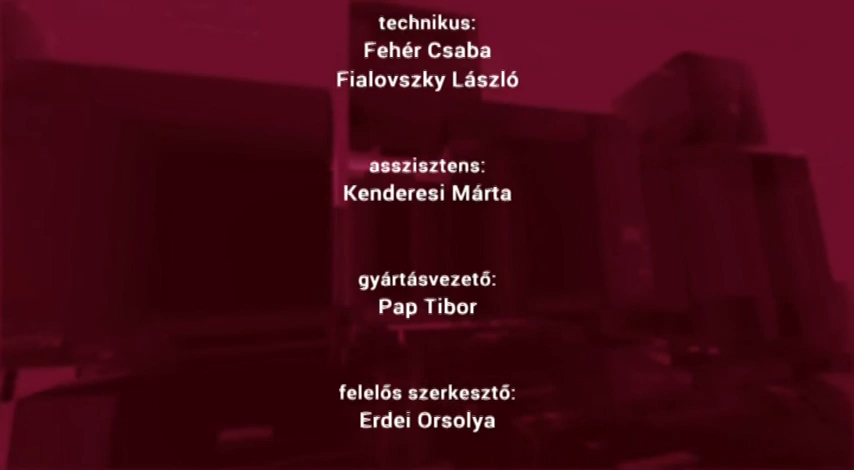 technikus:
Fehér Csaba
Fialovszky László
asszisztens:
Kenderesi Márta
gyártásvezető:
Pap Tibor
felelős szerkesztő:
Erdei Orsolya